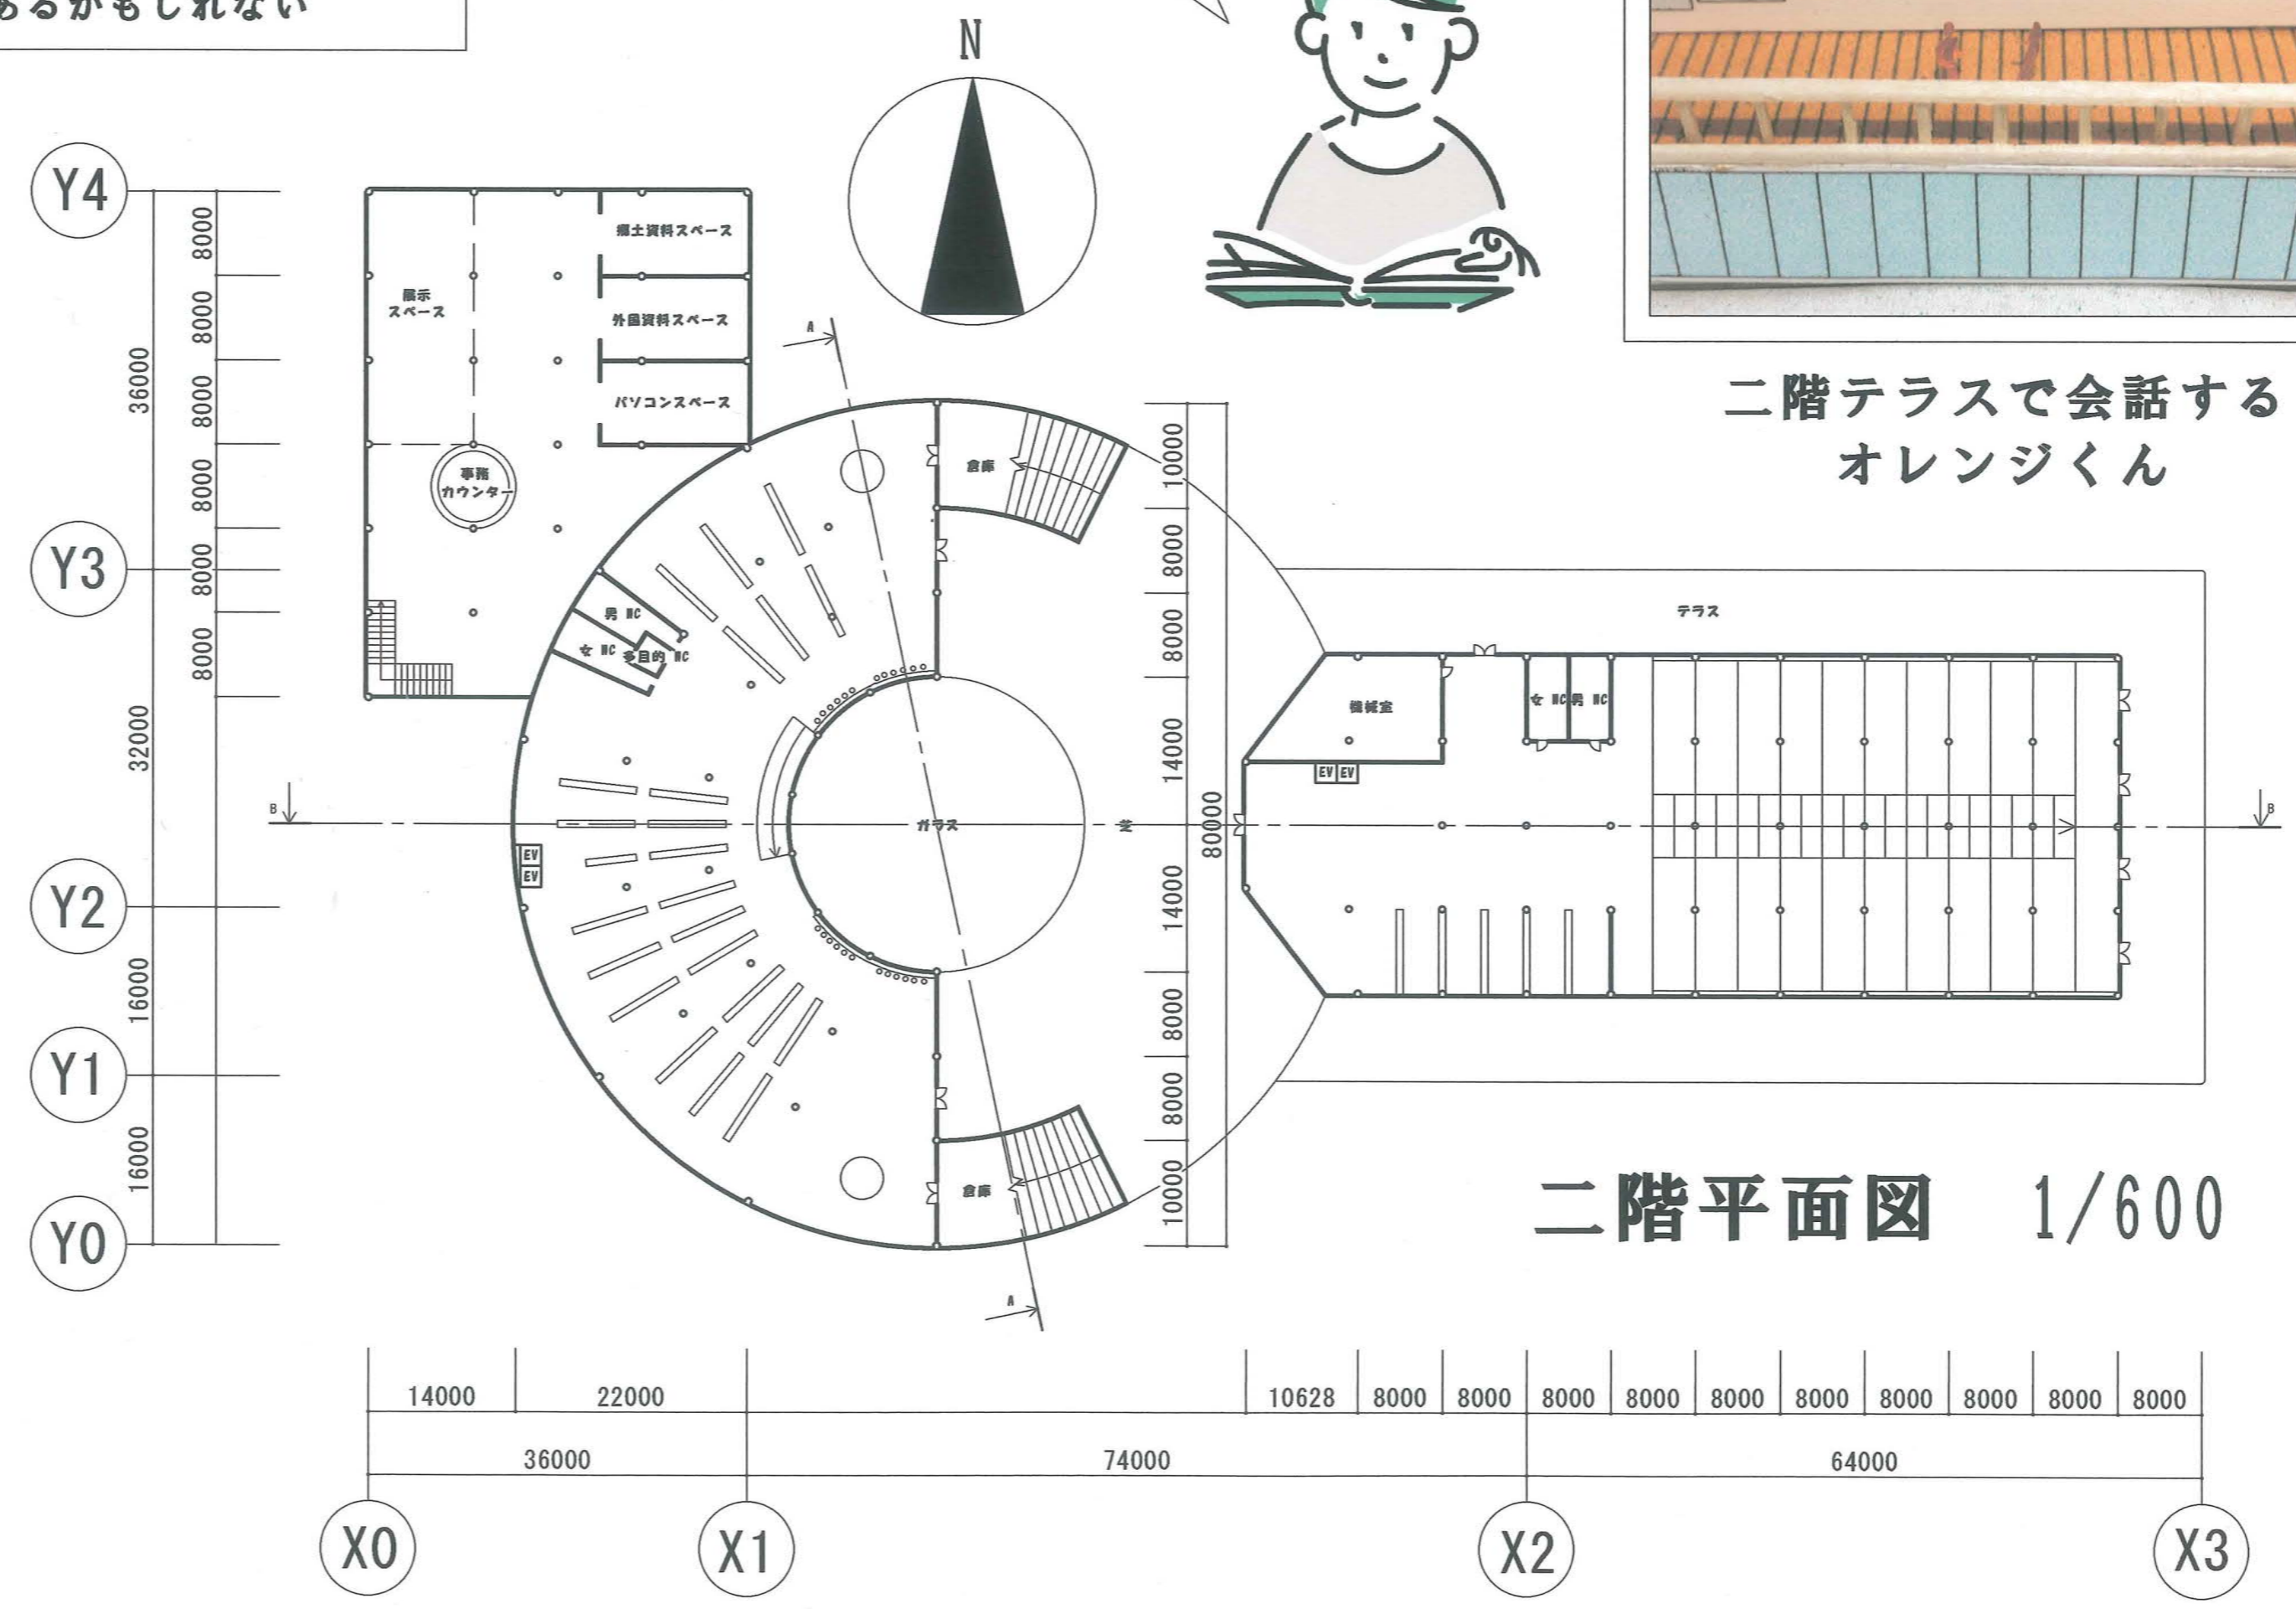 あるかもしれない
N
二階テラスで会話する
オレンジくん
Y4
Y3
Y2
Y1
Y0
36000
32000
16000
16000
8000
8000
8000
8000
8000
8000
郷土資料スペース
展示
スペース
外国資料スペース
パソコンスペース
事務
カウンター
A
倉庫
男 WC
女 WC
多目的 WC
テラス
機械室
女 WC
男 WC
EV EV
B
ガラス
芝
B
EV
EV
倉庫
A
10000
8000
8000
14000
14000
8000
8000
10000
80000
二階平面図 1/600
14000
22000
10628
8000
8000
8000
8000
8000
8000
8000
8000
8000
8000
36000
74000
64000
X0
X1
X2
X3